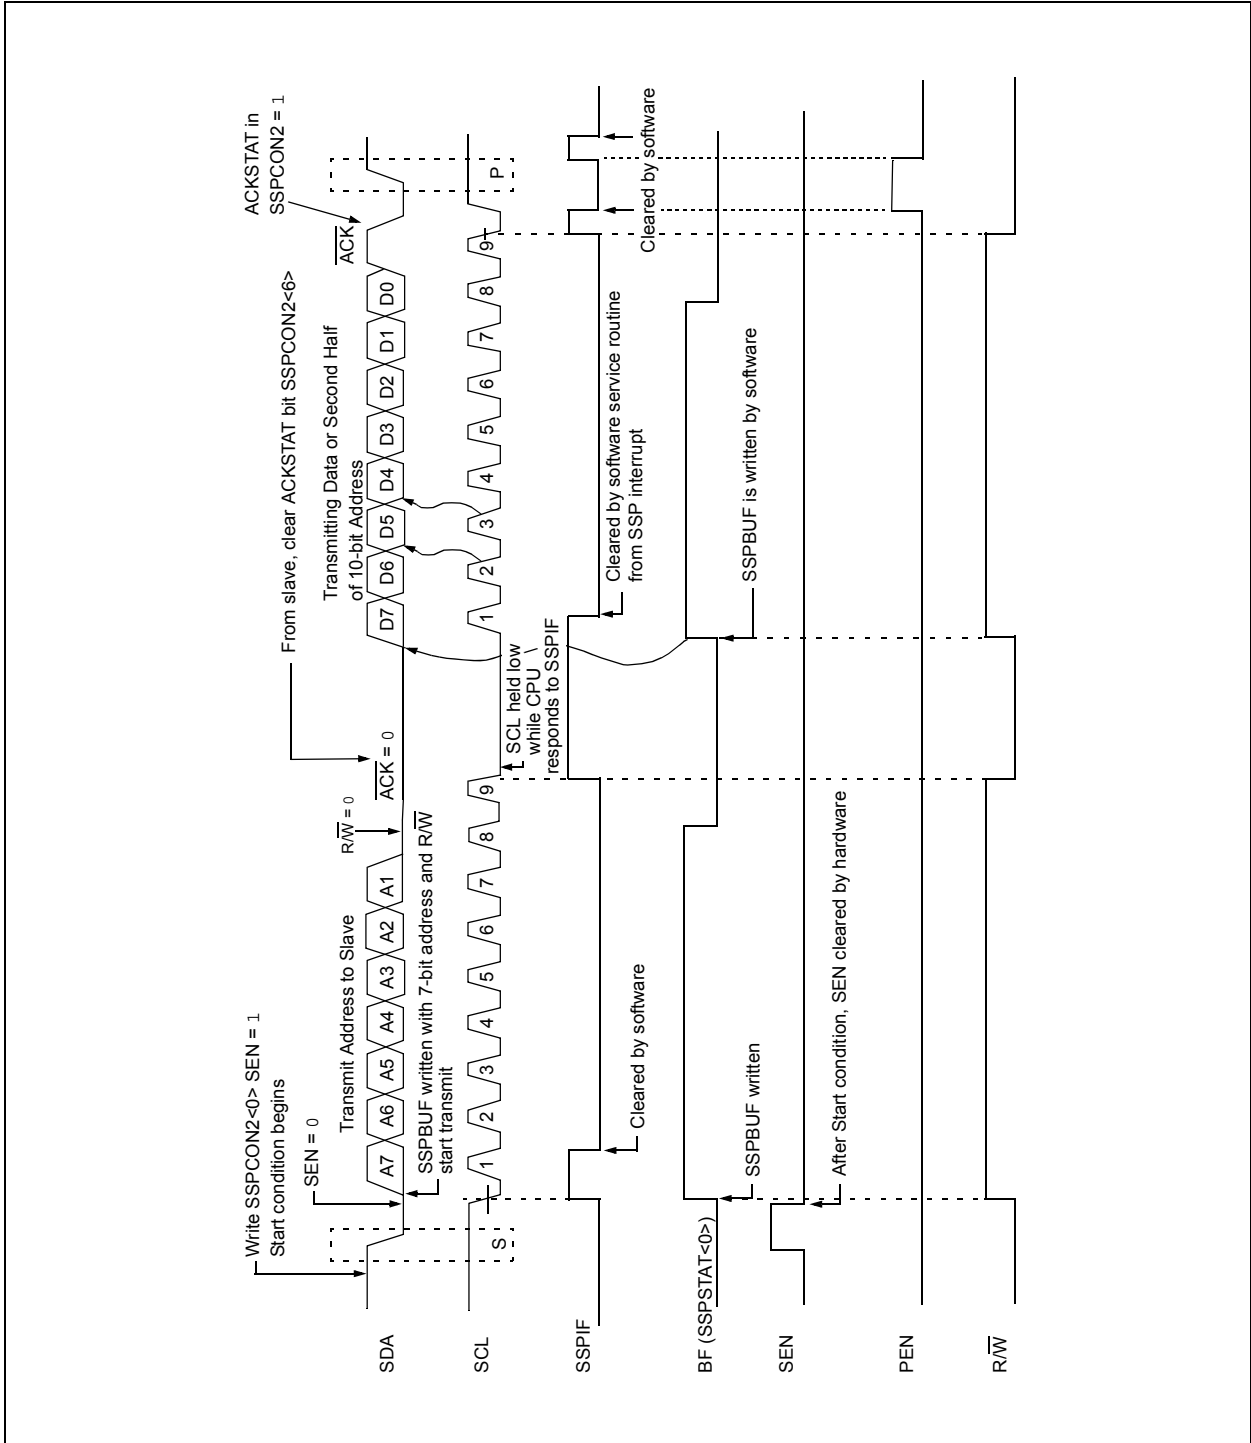 Write SSPCON2<0> SEN = 1
Start condition begins
SEN = 0
Transmit Address to Slave
R/W = 0
From slave, clear ACKSTAT bit SSPCON2<6>
ACK = 0
Transmitting Data or Second Half
of 10-bit Address
ACK
ACKSTAT in
SSPCON2 = 1
SDA
A7 A6 A5 A4 A3 A2 A1
D7 D6 D5 D4 D3 D2 D1 D0
SSPBUF written with 7-bit address and R/W
start transmit
SCL
S
1 2 3 4 5 6 7 8 9
1 2 3 4 5 6 7 8 9
P
SCL held low
while CPU
responds to SSPIF
SSPIF
Cleared by software
Cleared by software service routine
from SSP interrupt
Cleared by software
BF (SSPSTAT<0>)
SSPBUF written
SSPBUF is written by software
SEN
After Start condition, SEN cleared by hardware
PEN
R/W